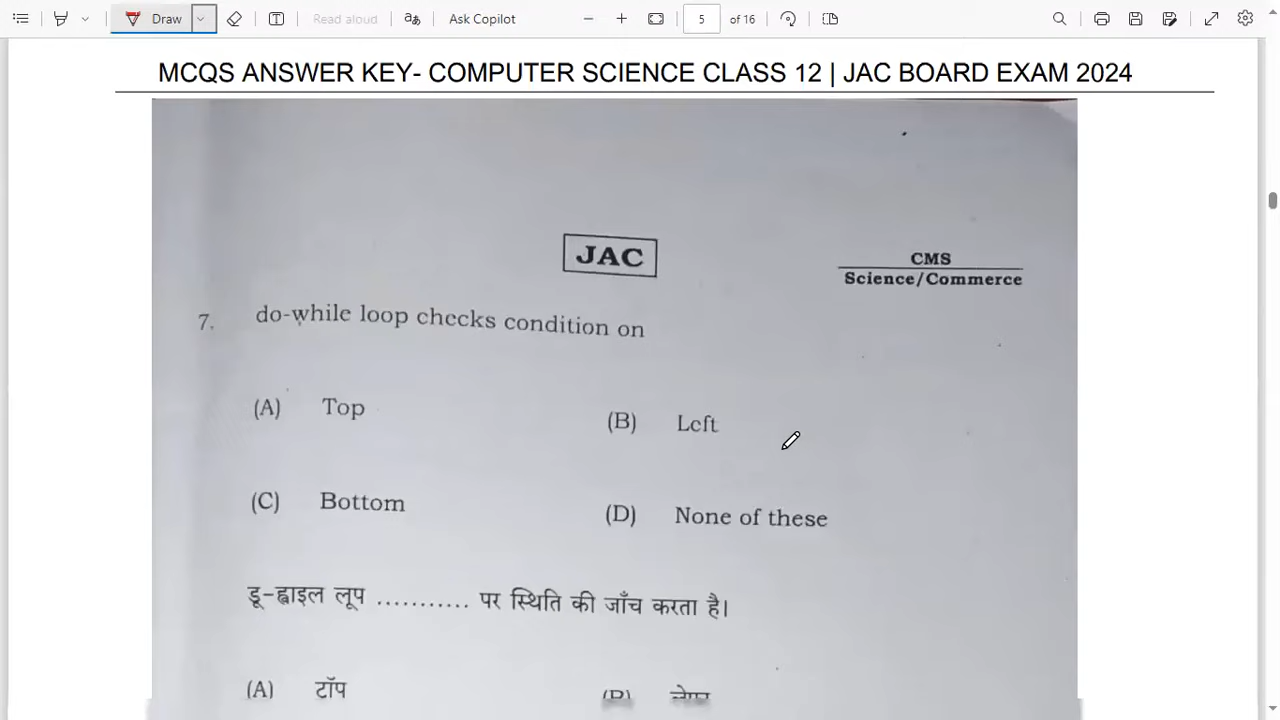 Draw
Read aloud
Ask Copilot
5
of 16
MCQS ANSWER KEY- COMPUTER SCIENCE CLASS 12 | JAC BOARD EXAM 2024
JAC
CMS
Science/Commerce
7. do-while loop checks condition on
(A) Top
(B) Left
(C) Bottom
(D) None of these
डू-ह्वाइल लूप ........... पर स्थिति की जाँच करता है।
(A) टॉप
(B)